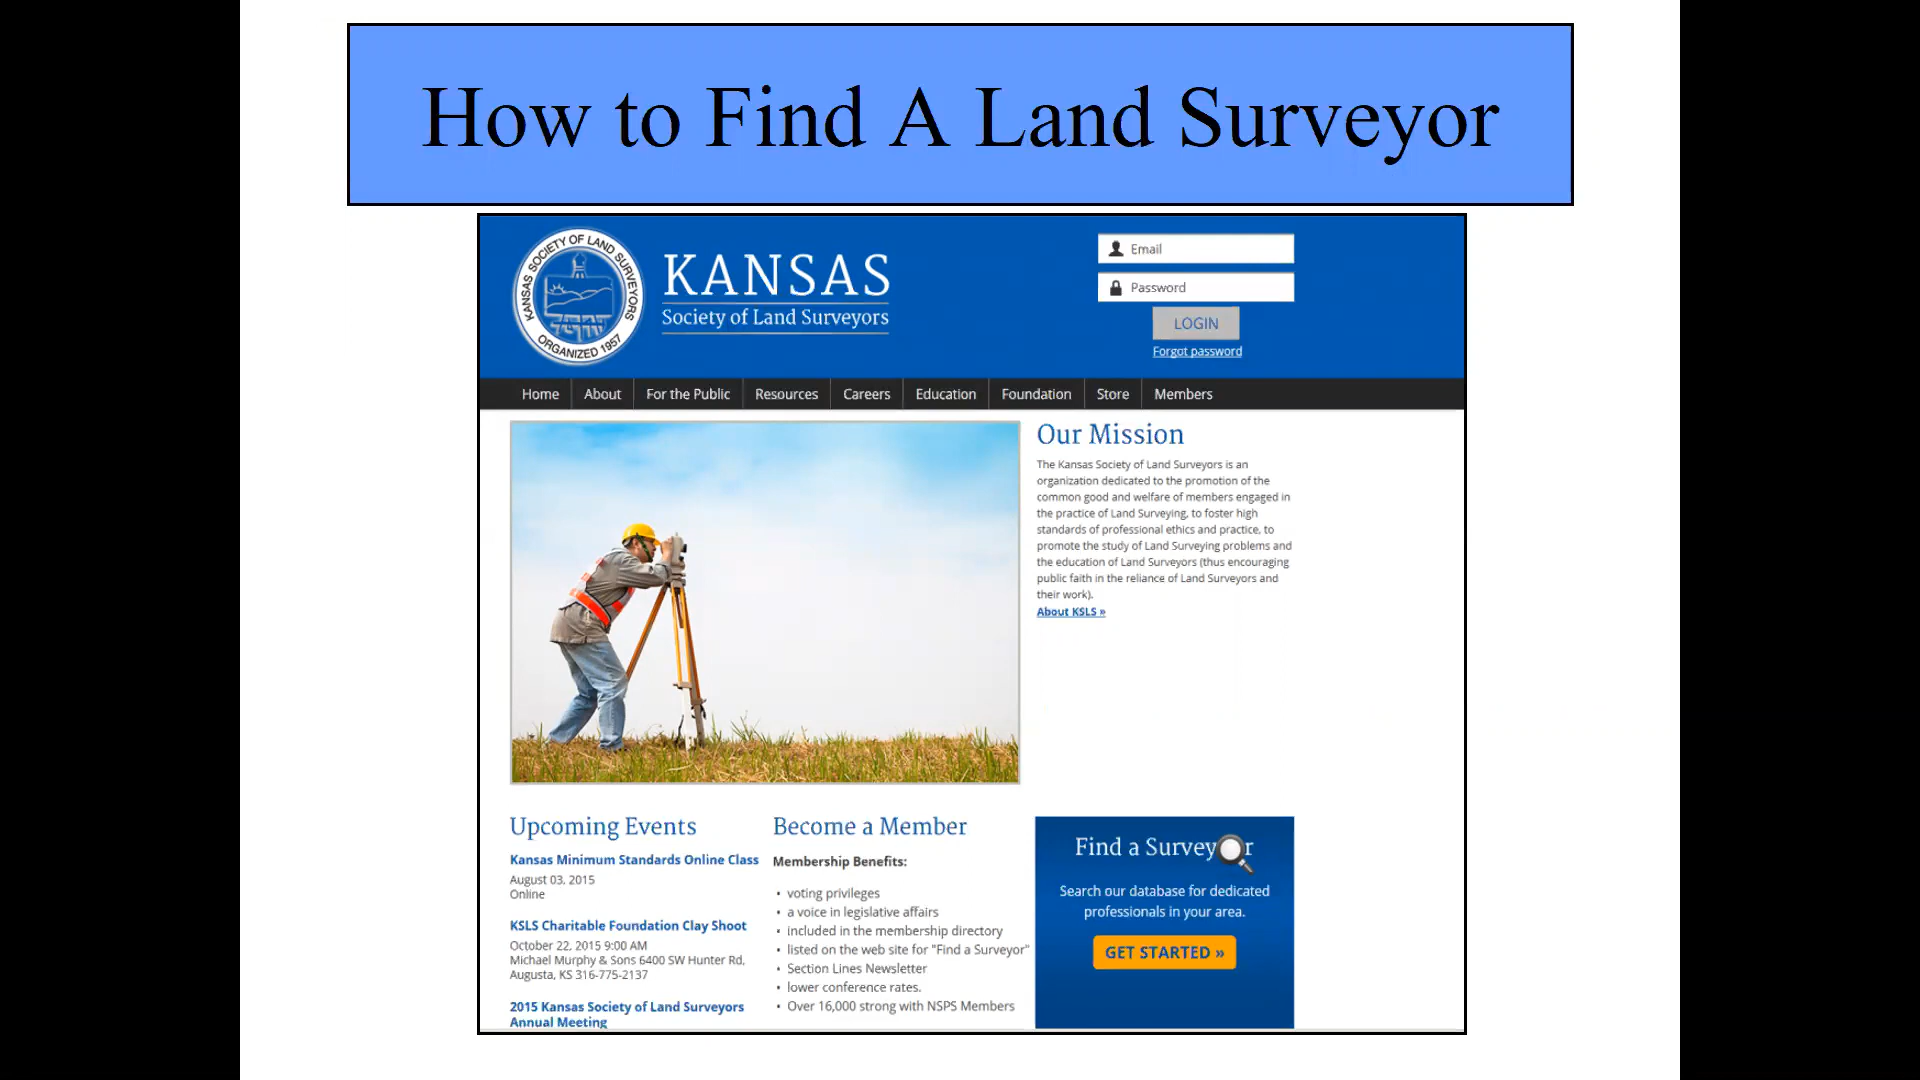 How to Find A Land Surveyor
KANSAS SOCIETY OF LAND SURVEYORS
ORGANIZED 1957
KANSAS
Society of Land Surveyors
Email
Password
LOGIN
Forgot password
Home About For the Public Resources Careers Education Foundation Store Members
Our Mission
The Kansas Society of Land Surveyors is an
organization dedicated to the promotion of the
common good and welfare of members engaged in
the practice of Land Surveying, to foster high
standards of professional ethics and practice, to
promote the study of Land Surveying problems and
the education of Land Surveyors (thus encouraging
public faith in the reliance of Land Surveyors and
their work).
About KSLS »
Upcoming Events
Kansas Minimum Standards Online Class
August 03, 2015
Online
KSLS Charitable Foundation Clay Shoot
October 22, 2015 9:00 AM
Michael Murphy & Sons 6400 SW Hunter Rd,
Augusta, KS 316-775-2137
2015 Kansas Society of Land Surveyors
Annual Meeting
Become a Member
Membership Benefits:
• voting privileges
• a voice in legislative affairs
• included in the membership directory
• listed on the web site for "Find a Surveyor"
• Section Lines Newsletter
• lower conference rates.
• Over 16,000 strong with NSPS Members
Find a Surveyor
Search our database for dedicated
professionals in your area.
GET STARTED »